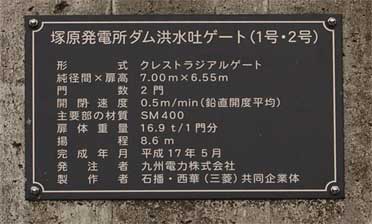 塚原発電所ダム洪水吐ゲート(1号・2号)
形式 クレストラジアルゲート
純径間×扉高 7.00m×6.55m
門数 2門
開閉速度 0.5m/min(鉛直開度平均)
主要部の材質 SM400
扉体重量 16.9 t/1門分
揚程 8.6 m
完成年月 平成17年5月
発注者 九州電力株式会社
製作者 石播・西華(三菱)共同企業体